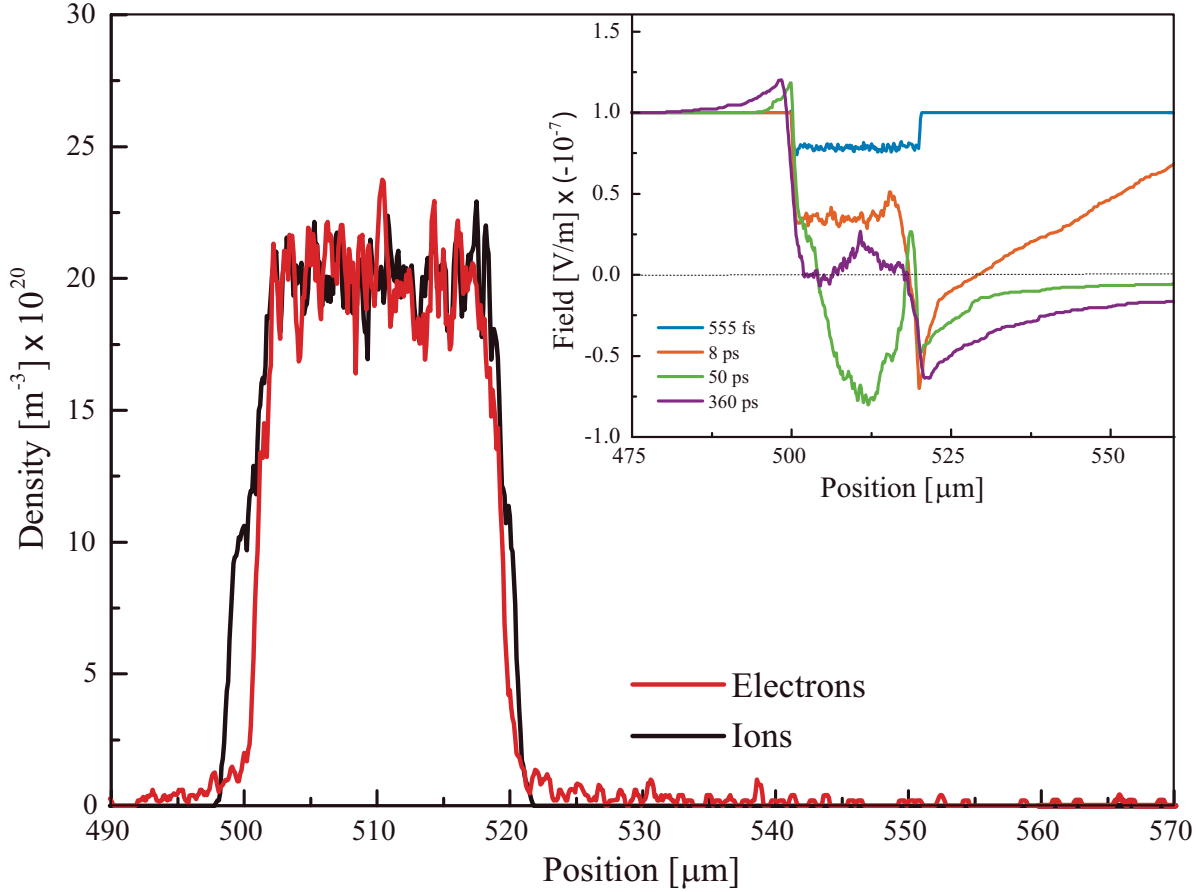 30
25
20
15
10
5
0
Density [m⁻³] x 10²⁰
490
500
510
520
530
540
550
560
570
Position [μm]
Electrons
Ions
1.5
1.0
0.5
0.0
-0.5
-1.0
Field [V/m] x (-10⁻⁷)
555 fs
8 ps
50 ps
360 ps
475
500
525
550
Position [μm]